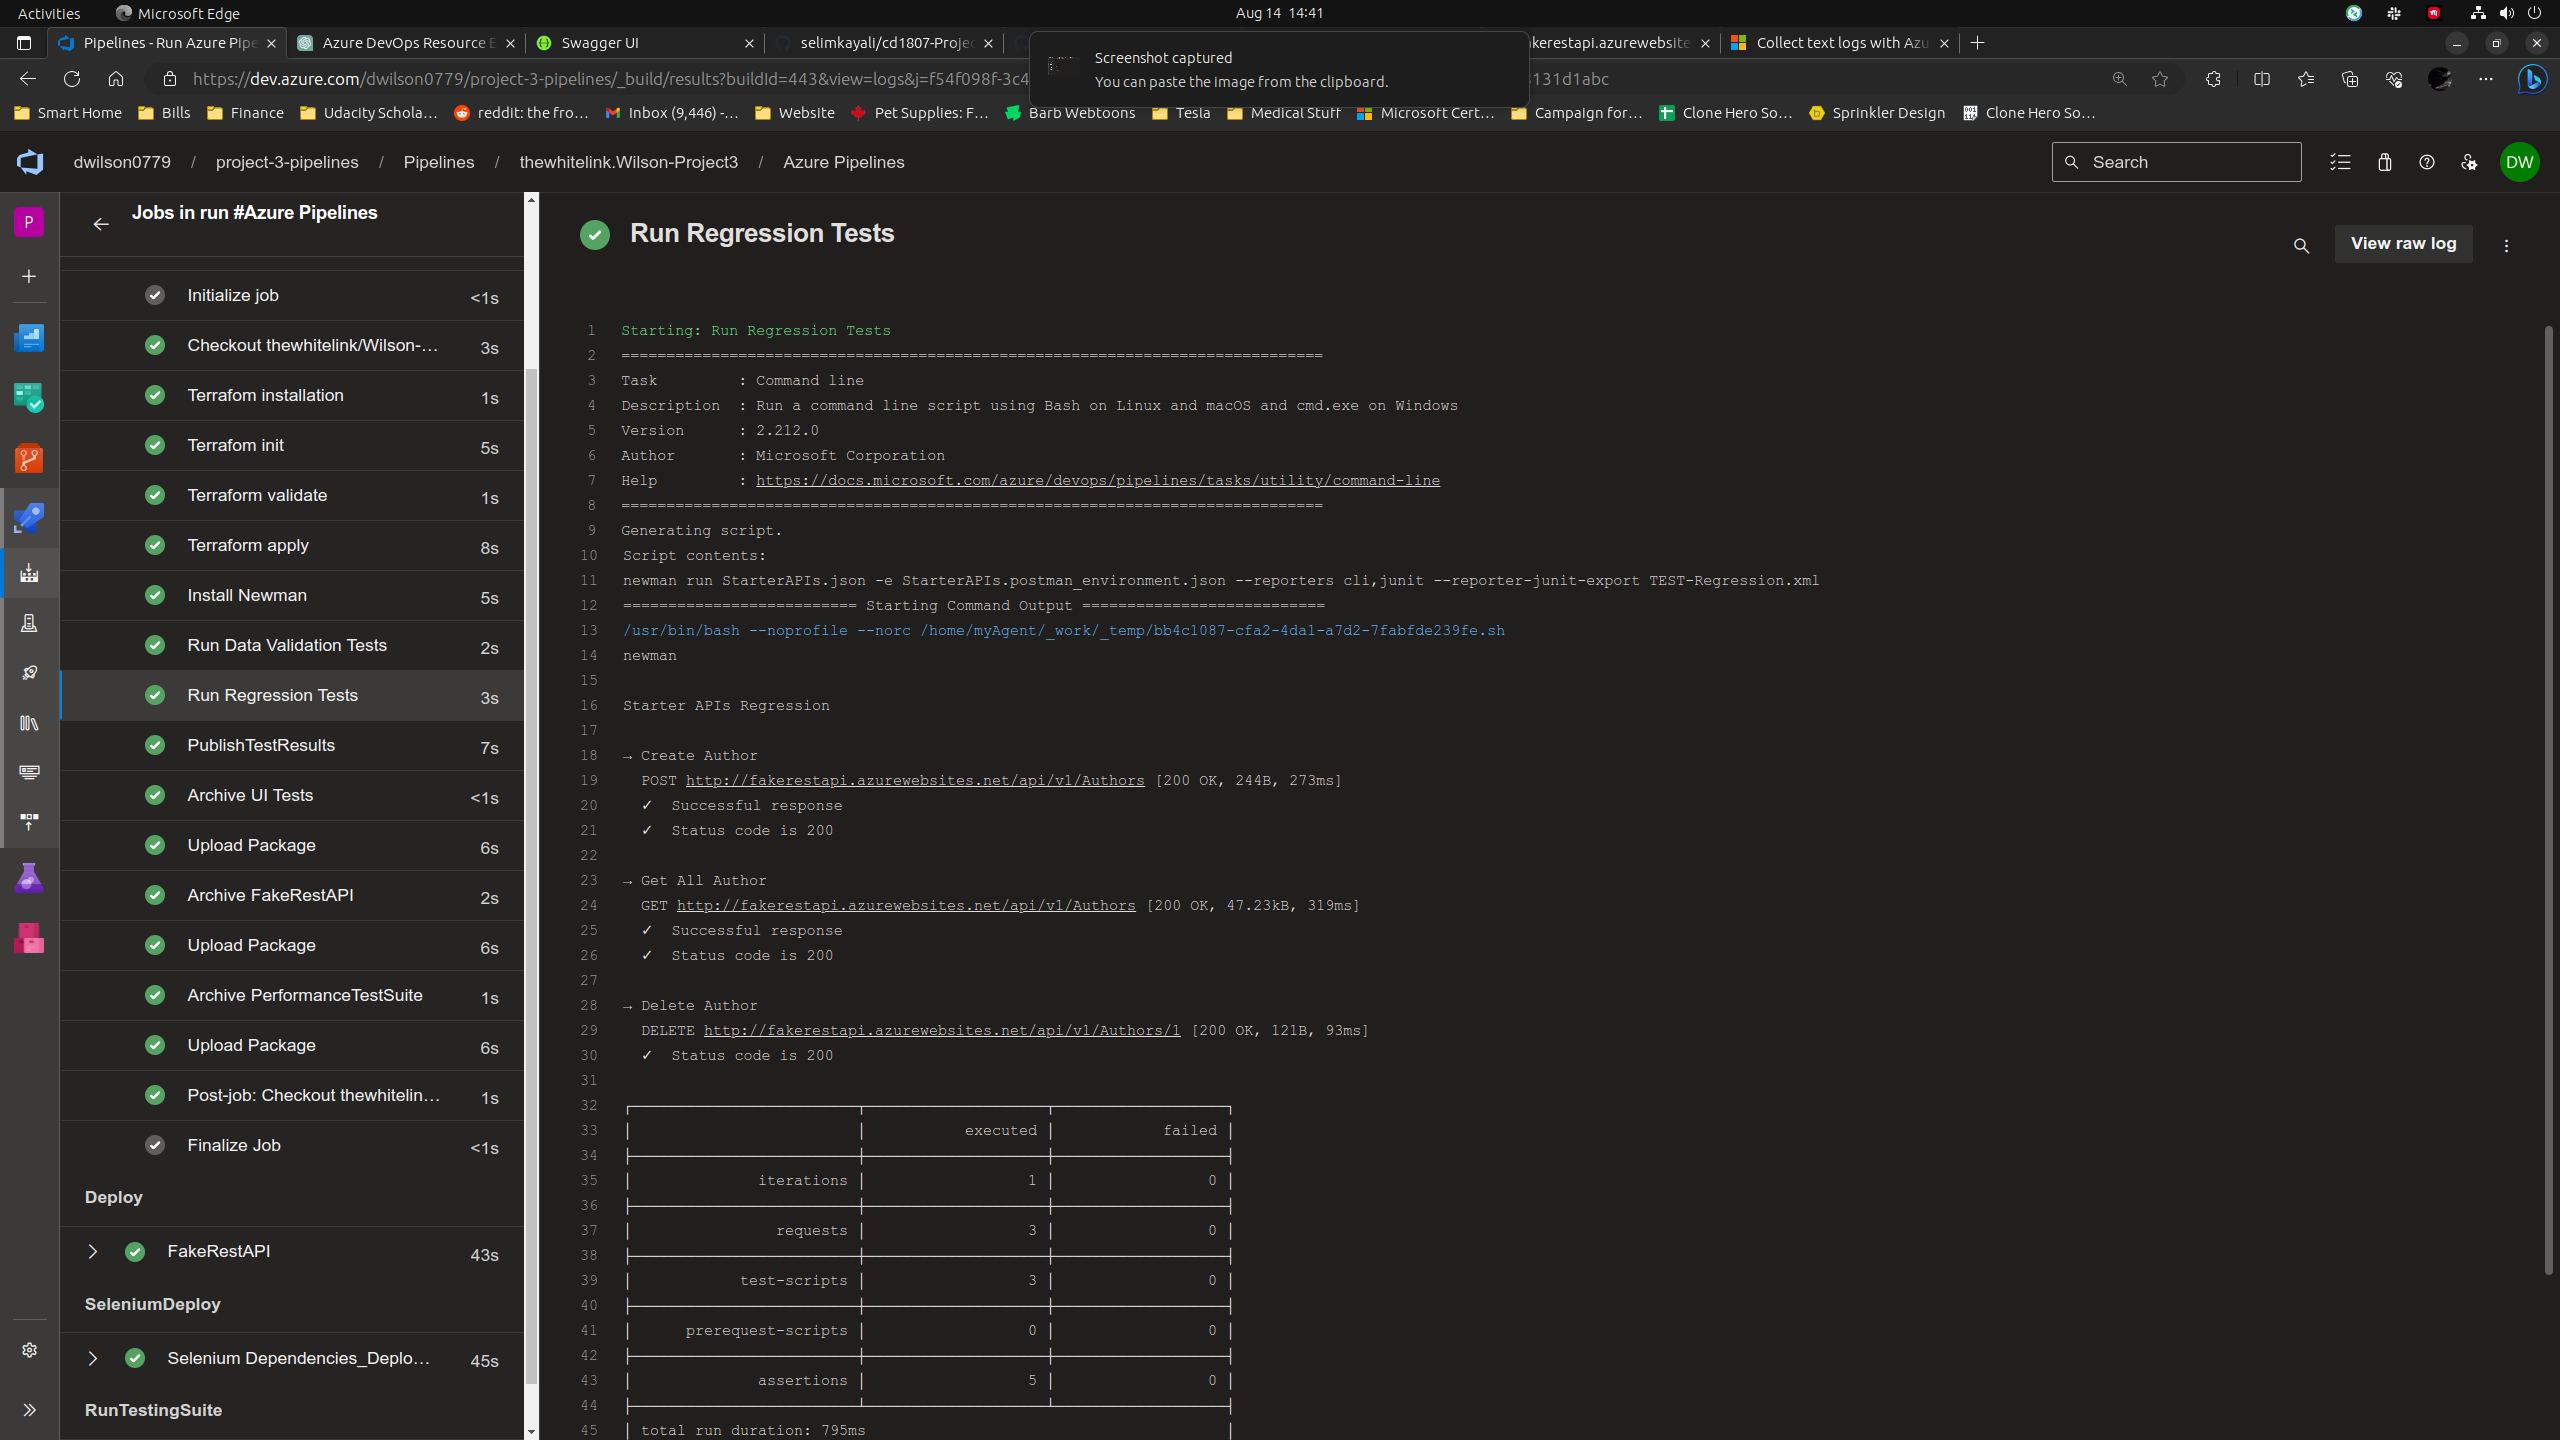 Activities
Microsoft Edge
Aug 14 14:41
Pipelines - Run Azure Pipe
Azure DevOps Resource E
Swagger UI
selimkayali/cd1807-Projec
kerestapi.azurewebsite
Collect text logs with Azu
Screenshot captured
You can paste the image from the clipboard.
https://dev.azure.com/dwilson0779/project-3-pipelines/_build/results?buildId=443&view=logs&j=f54f098f-3c4
131d1abc
Smart Home
Bills
Finance
Udacity Schola...
reddit: the fro...
Inbox (9,446) -...
Website
Pet Supplies: F...
Barb Webtoons
Tesla
Medical Stuff
Microsoft Cert...
Campaign for...
Clone Hero So...
Sprinkler Design
Clone Hero So...
dwilson0779 / project-3-pipelines / Pipelines / thewhitelink.Wilson-Project3 / Azure Pipelines
Search
DW
P
Jobs in run #Azure Pipelines
Initialize job <1s
Checkout thewhitelink/Wilson-... 3s
Terrafom installation 1s
Terrafom init 5s
Terraform validate 1s
Terraform apply 8s
Install Newman 5s
Run Data Validation Tests 2s
Run Regression Tests 3s
PublishTestResults 7s
Archive UI Tests <1s
Upload Package 6s
Archive FakeRestAPI 2s
Upload Package 6s
Archive PerformanceTestSuite 1s
Upload Package 6s
Post-job: Checkout thewhitelin... 1s
Finalize Job <1s
Deploy
FakeRestAPI 43s
SeleniumDeploy
Selenium Dependencies_Deplo... 45s
RunTestingSuite
Run Regression Tests
View raw log
1 Starting: Run Regression Tests
2 ==============================================================================
3 Task : Command line
4 Description : Run a command line script using Bash on Linux and macOS and cmd.exe on Windows
5 Version : 2.212.0
6 Author : Microsoft Corporation
7 Help : https://docs.microsoft.com/azure/devops/pipelines/tasks/utility/command-line
8 ==============================================================================
9 Generating script.
10 Script contents:
11 newman run StarterAPIs.json -e StarterAPIs.postman_environment.json --reporters cli,junit --reporter-junit-export TEST-Regression.xml
12 ========================== Starting Command Output ===========================
13 /usr/bin/bash --noprofile --norc /home/myAgent/_work/_temp/bb4c1087-cfa2-4da1-a7d2-7fabfde239fe.sh
14 newman
15
16 Starter APIs Regression
17
18 → Create Author
19 POST http://fakerestapi.azurewebsites.net/api/v1/Authors [200 OK, 244B, 273ms]
20 ✓ Successful response
21 ✓ Status code is 200
22
23 → Get All Author
24 GET http://fakerestapi.azurewebsites.net/api/v1/Authors [200 OK, 47.23kB, 319ms]
25 ✓ Successful response
26 ✓ Status code is 200
27
28 → Delete Author
29 DELETE http://fakerestapi.azurewebsites.net/api/v1/Authors/1 [200 OK, 121B, 93ms]
30 ✓ Status code is 200
31
32
33 executed failed
34
35 iterations 1 0
36
37 requests 3 0
38
39 test-scripts 3 0
40
41 prerequest-scripts 0 0
42
43 assertions 5 0
44
45 total run duration: 795ms